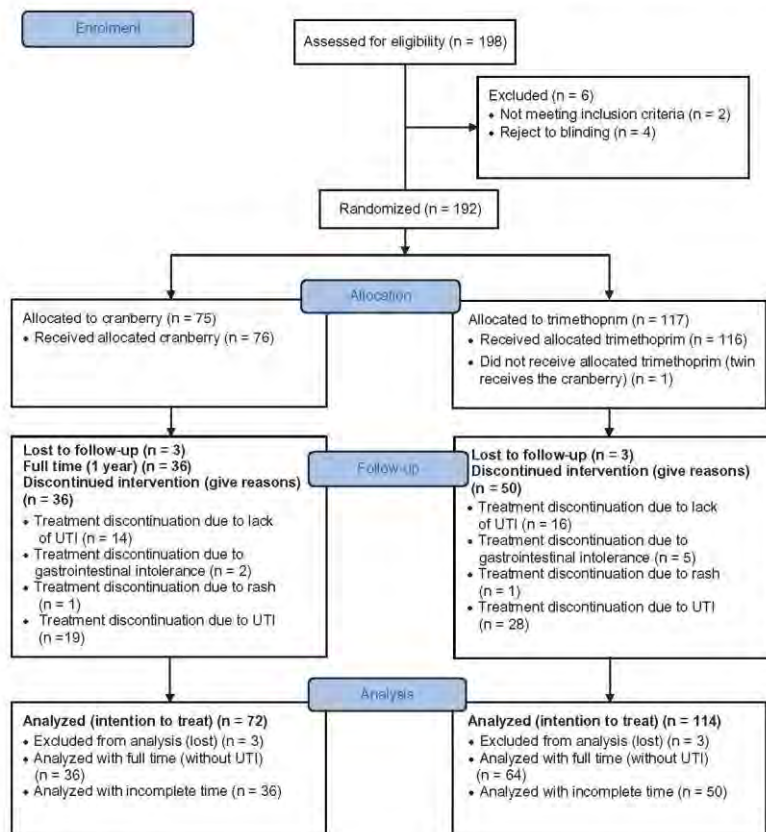 Enrolment
Assessed for eligibility (n = 198)
Excluded (n = 6)
• Not meeting inclusion criteria (n = 2)
• Reject to blinding (n = 4)
Randomized (n = 192)
Allocation
Allocated to cranberry (n = 75)
• Received allocated cranberry (n = 76)
Allocated to trimethoprim (n = 117)
• Received allocated trimethoprim (n = 116)
• Did not receive allocated trimethoprim (twin
receives the cranberry) (n = 1)
Follow-up
Lost to follow-up (n = 3)
Full time (1 year) (n = 36)
Discontinued intervention (give reasons)
(n = 36)
• Treatment discontinuation due to lack
of UTI (n = 14)
• Treatment discontinuation due to
gastrointestinal intolerance (n = 2)
• Treatment discontinuation due to rash
(n = 1)
• Treatment discontinuation due to UTI
(n =19)
Lost to follow-up (n = 3)
Discontinued intervention (give reasons)
(n = 50)
• Treatment discontinuation due to lack
of UTI (n = 16)
• Treatment discontinuation due to
gastrointestinal intolerance (n = 5)
• Treatment discontinuation due to rash
(n = 1)
• Treatment discontinuation due to UTI
(n = 28)
Analysis
Analyzed (intention to treat) (n = 72)
• Excluded from analysis (lost) (n = 3)
• Analyzed with full time (without UTI)
(n = 36)
• Analyzed with incomplete time (n = 36)
Analyzed (intention to treat) (n = 114)
• Excluded from analysis (lost) (n = 3)
• Analyzed with full time (without UTI)
(n = 64)
• Analyzed with incomplete time (n = 50)